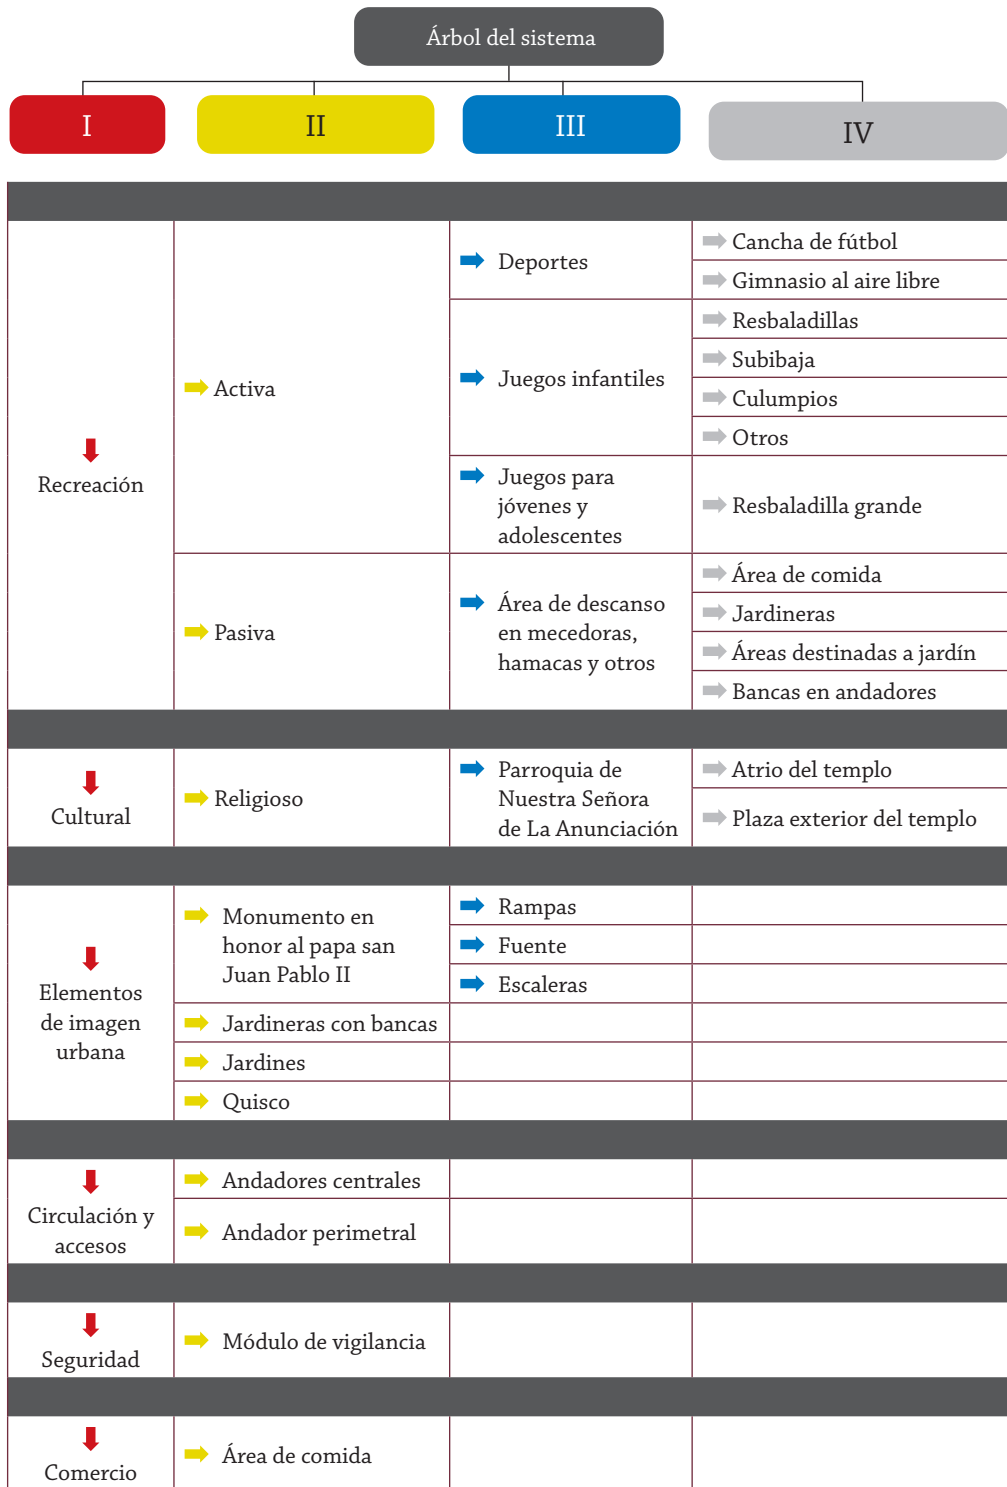 Árbol del sistema
I
II
III
IV
Recreación
Activa
Deportes
Cancha de fútbol
Gimnasio al aire libre
Juegos infantiles
Resbaladillas
Subibaja
Culumpios
Otros
Juegos para
jóvenes y
adolescentes
Resbaladilla grande
Pasiva
Área de descanso
en mecedoras,
hamacas y otros
Área de comida
Jardineras
Áreas destinadas a jardín
Bancas en andadores
Cultural
Religioso
Parroquia de
Nuestra Señora
de La Anunciación
Atrio del templo
Plaza exterior del templo
Elementos
de imagen
urbana
Monumento en
honor al papa san
Juan Pablo II
Rampas
Fuente
Escaleras
Jardineras con bancas
Jardines
Quisco
Circulación y
accesos
Andadores centrales
Andador perimetral
Seguridad
Módulo de vigilancia
Comercio
Área de comida